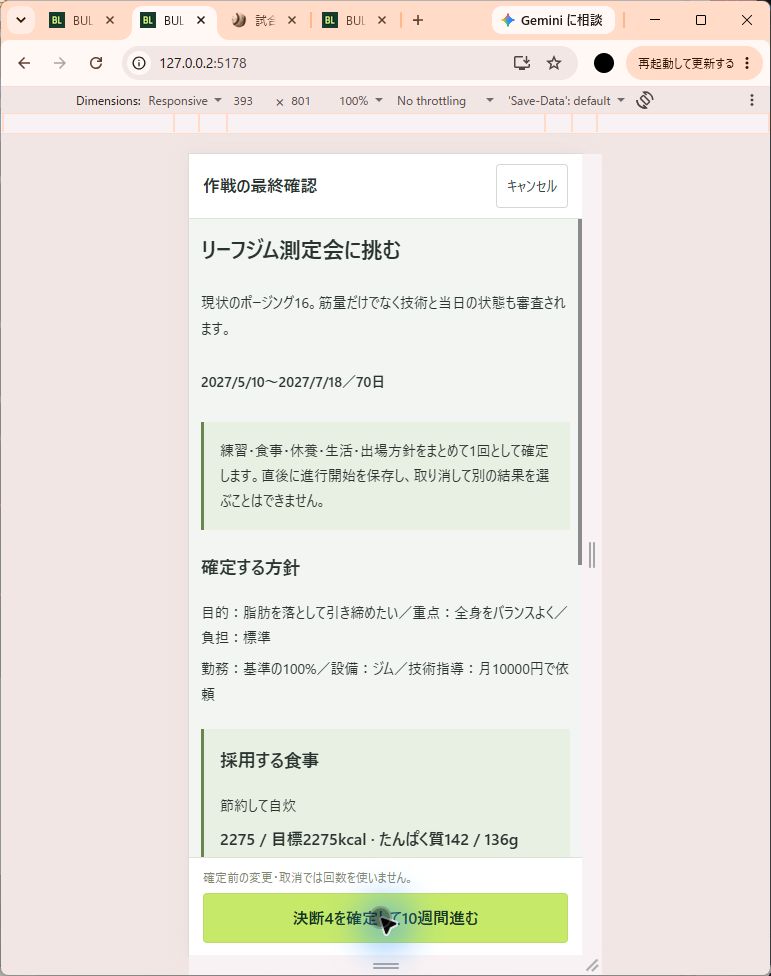 BL BUL
BL BUL
試合
BL BUL
Gemini に相談
127.0.0.2:5178
再起動して更新する
Dimensions: Responsive 393 × 801 100% No throttling 'Save-Data': default
作戦の最終確認
キャンセル
リーフジム測定会に挑む
現状のポージング16。筋量だけでなく技術と当日の状態も審査され
ます。
2027/5/10～2027/7/18／70日
練習・食事・休養・生活・出場方針をまとめて1回として確定
します。直後に進行開始を保存し、取り消して別の結果を選
ぶことはできません。
確定する方針
目的：脂肪を落として引き締めたい／重点：全身をバランスよく／
負担：標準
勤務：基準の100%／設備：ジム／技術指導：月10000円で依
頼
採用する食事
節約して自炊
2275 / 目標2275kcal · たんぱく質142 / 136g
確定前の変更・取消では回数を使いません。
決断4を確定して10週間進む